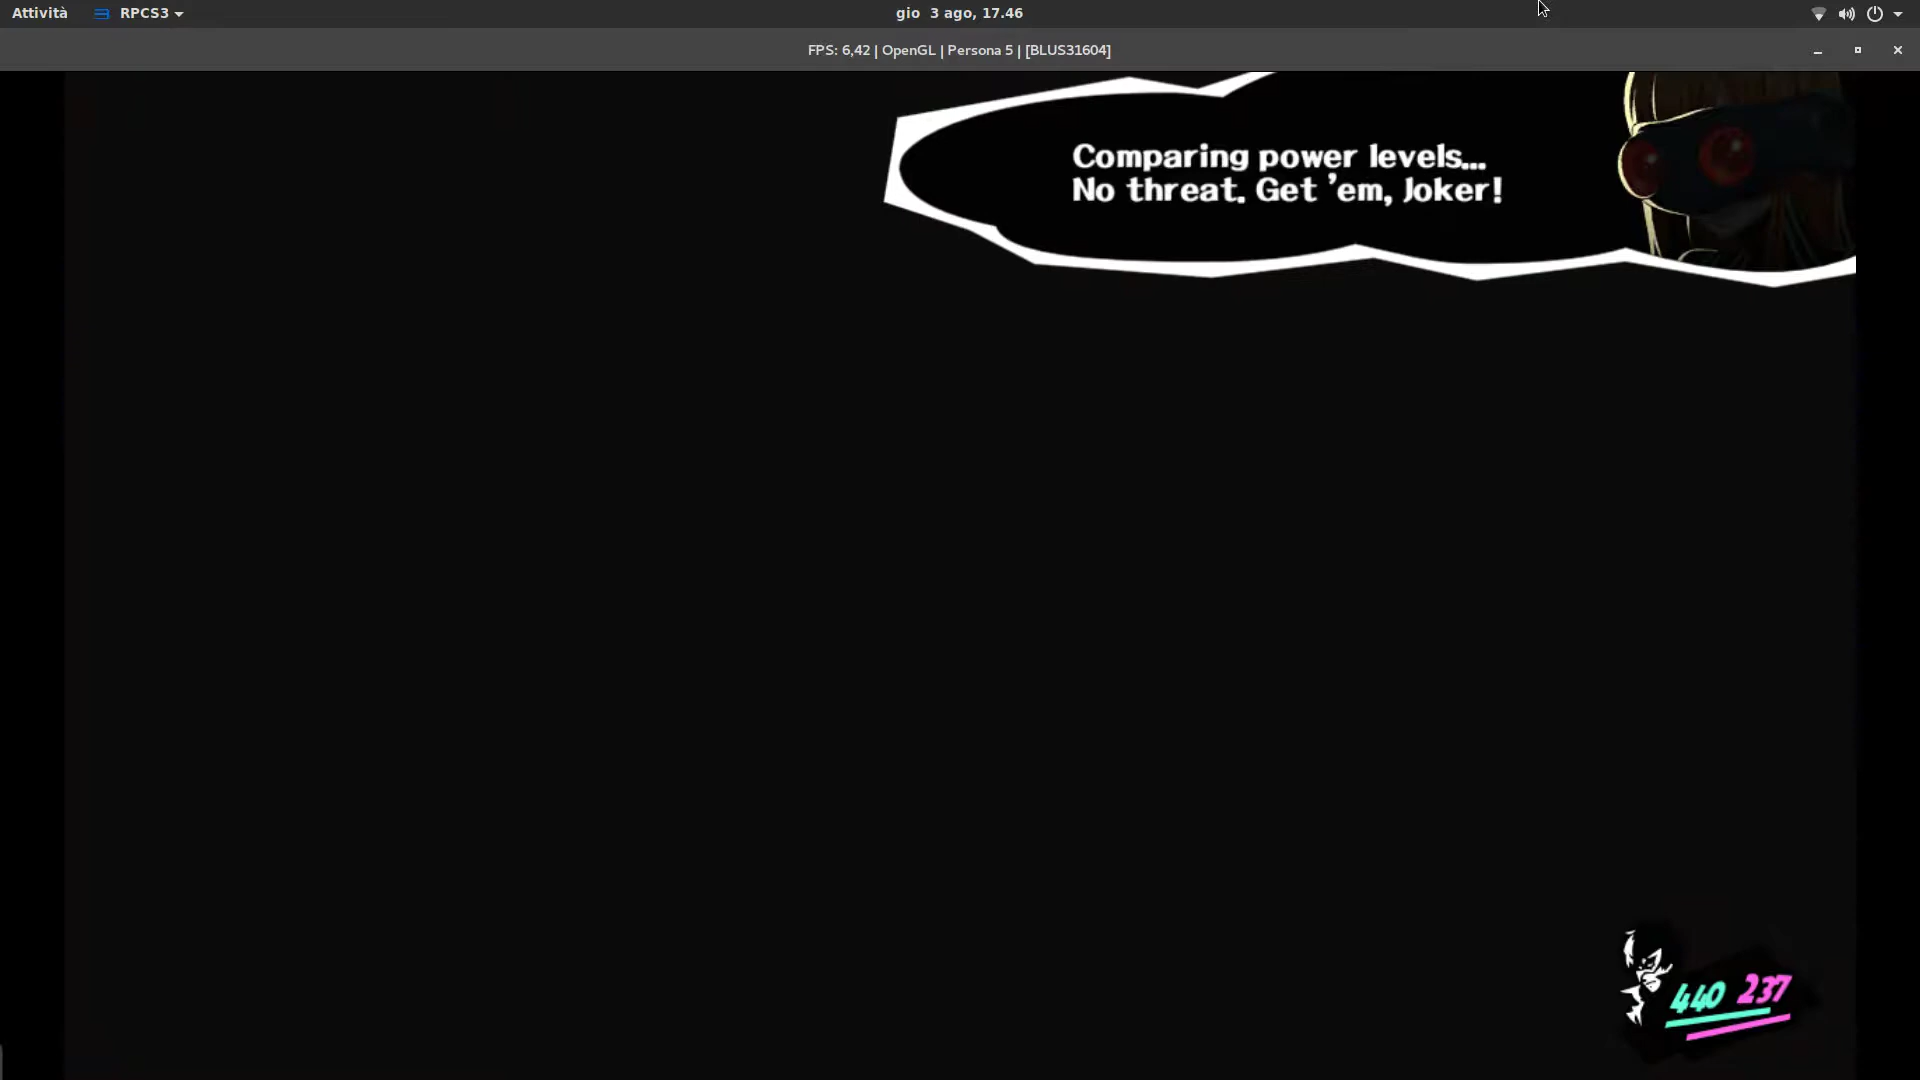 Attività RPCS3 gio 3 ago, 17.46
FPS: 6,42 | OpenGL | Persona 5 | [BLUS31604]
Comparing power levels...
No threat. Get 'em, Joker!
440 237